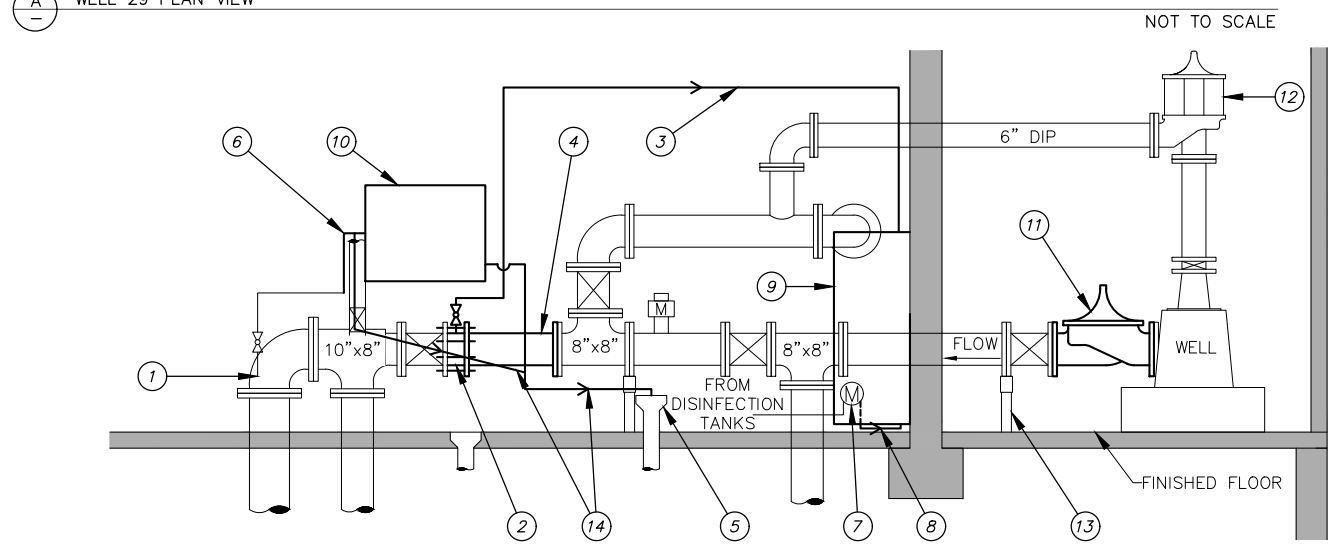 A
WELL 29 PLAN VIEW
—
NOT TO SCALE
12
6" DIP
6
10
4
3
11
9
M
10"x8"
8"x8"
8"x8"
FLOW
WELL
1
FROM
DISINFECTION
TANKS
M
FINISHED FLOOR
2
14
5
7
8
13